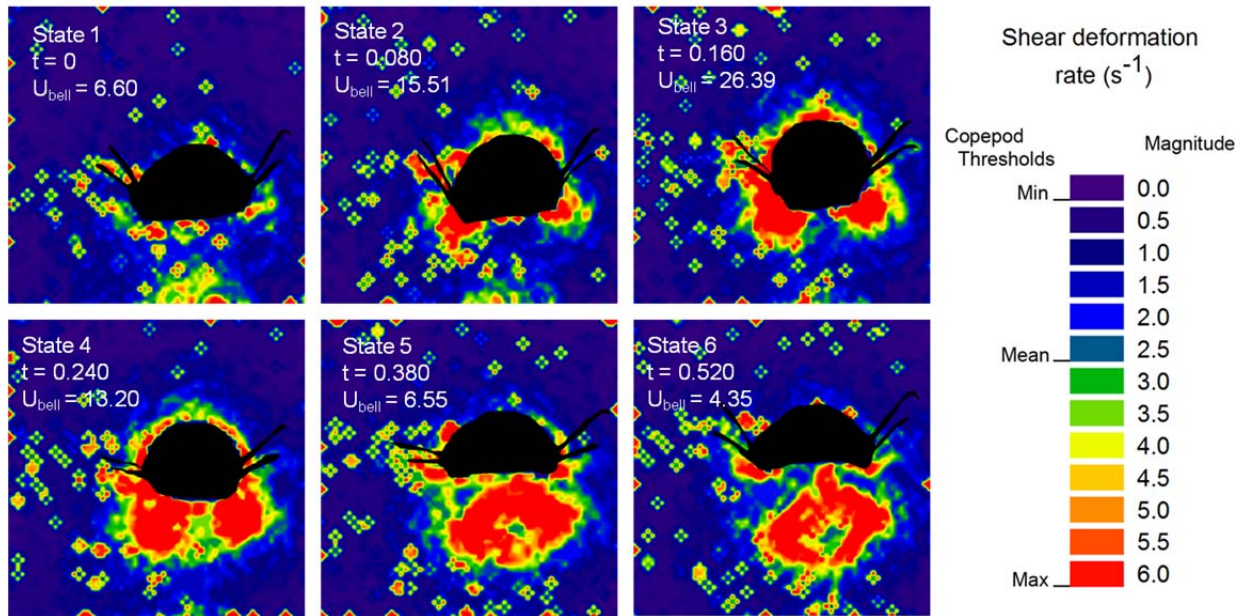 State 1
t = 0
Ubell = 6.60
State 2
t = 0.080
Ubell = 15.51
State 3
t = 0.160
Ubell = 26.39
State 4
t = 0.240
Ubell = 13.20
State 5
t = 0.380
Ubell = 6.55
State 6
t = 0.520
Ubell = 4.35
Shear deformation
rate (s-1)
Copepod
Thresholds
Magnitude
Min
0.0
0.5
1.0
1.5
2.0
Mean
2.5
3.0
3.5
4.0
4.5
5.0
5.5
Max
6.0